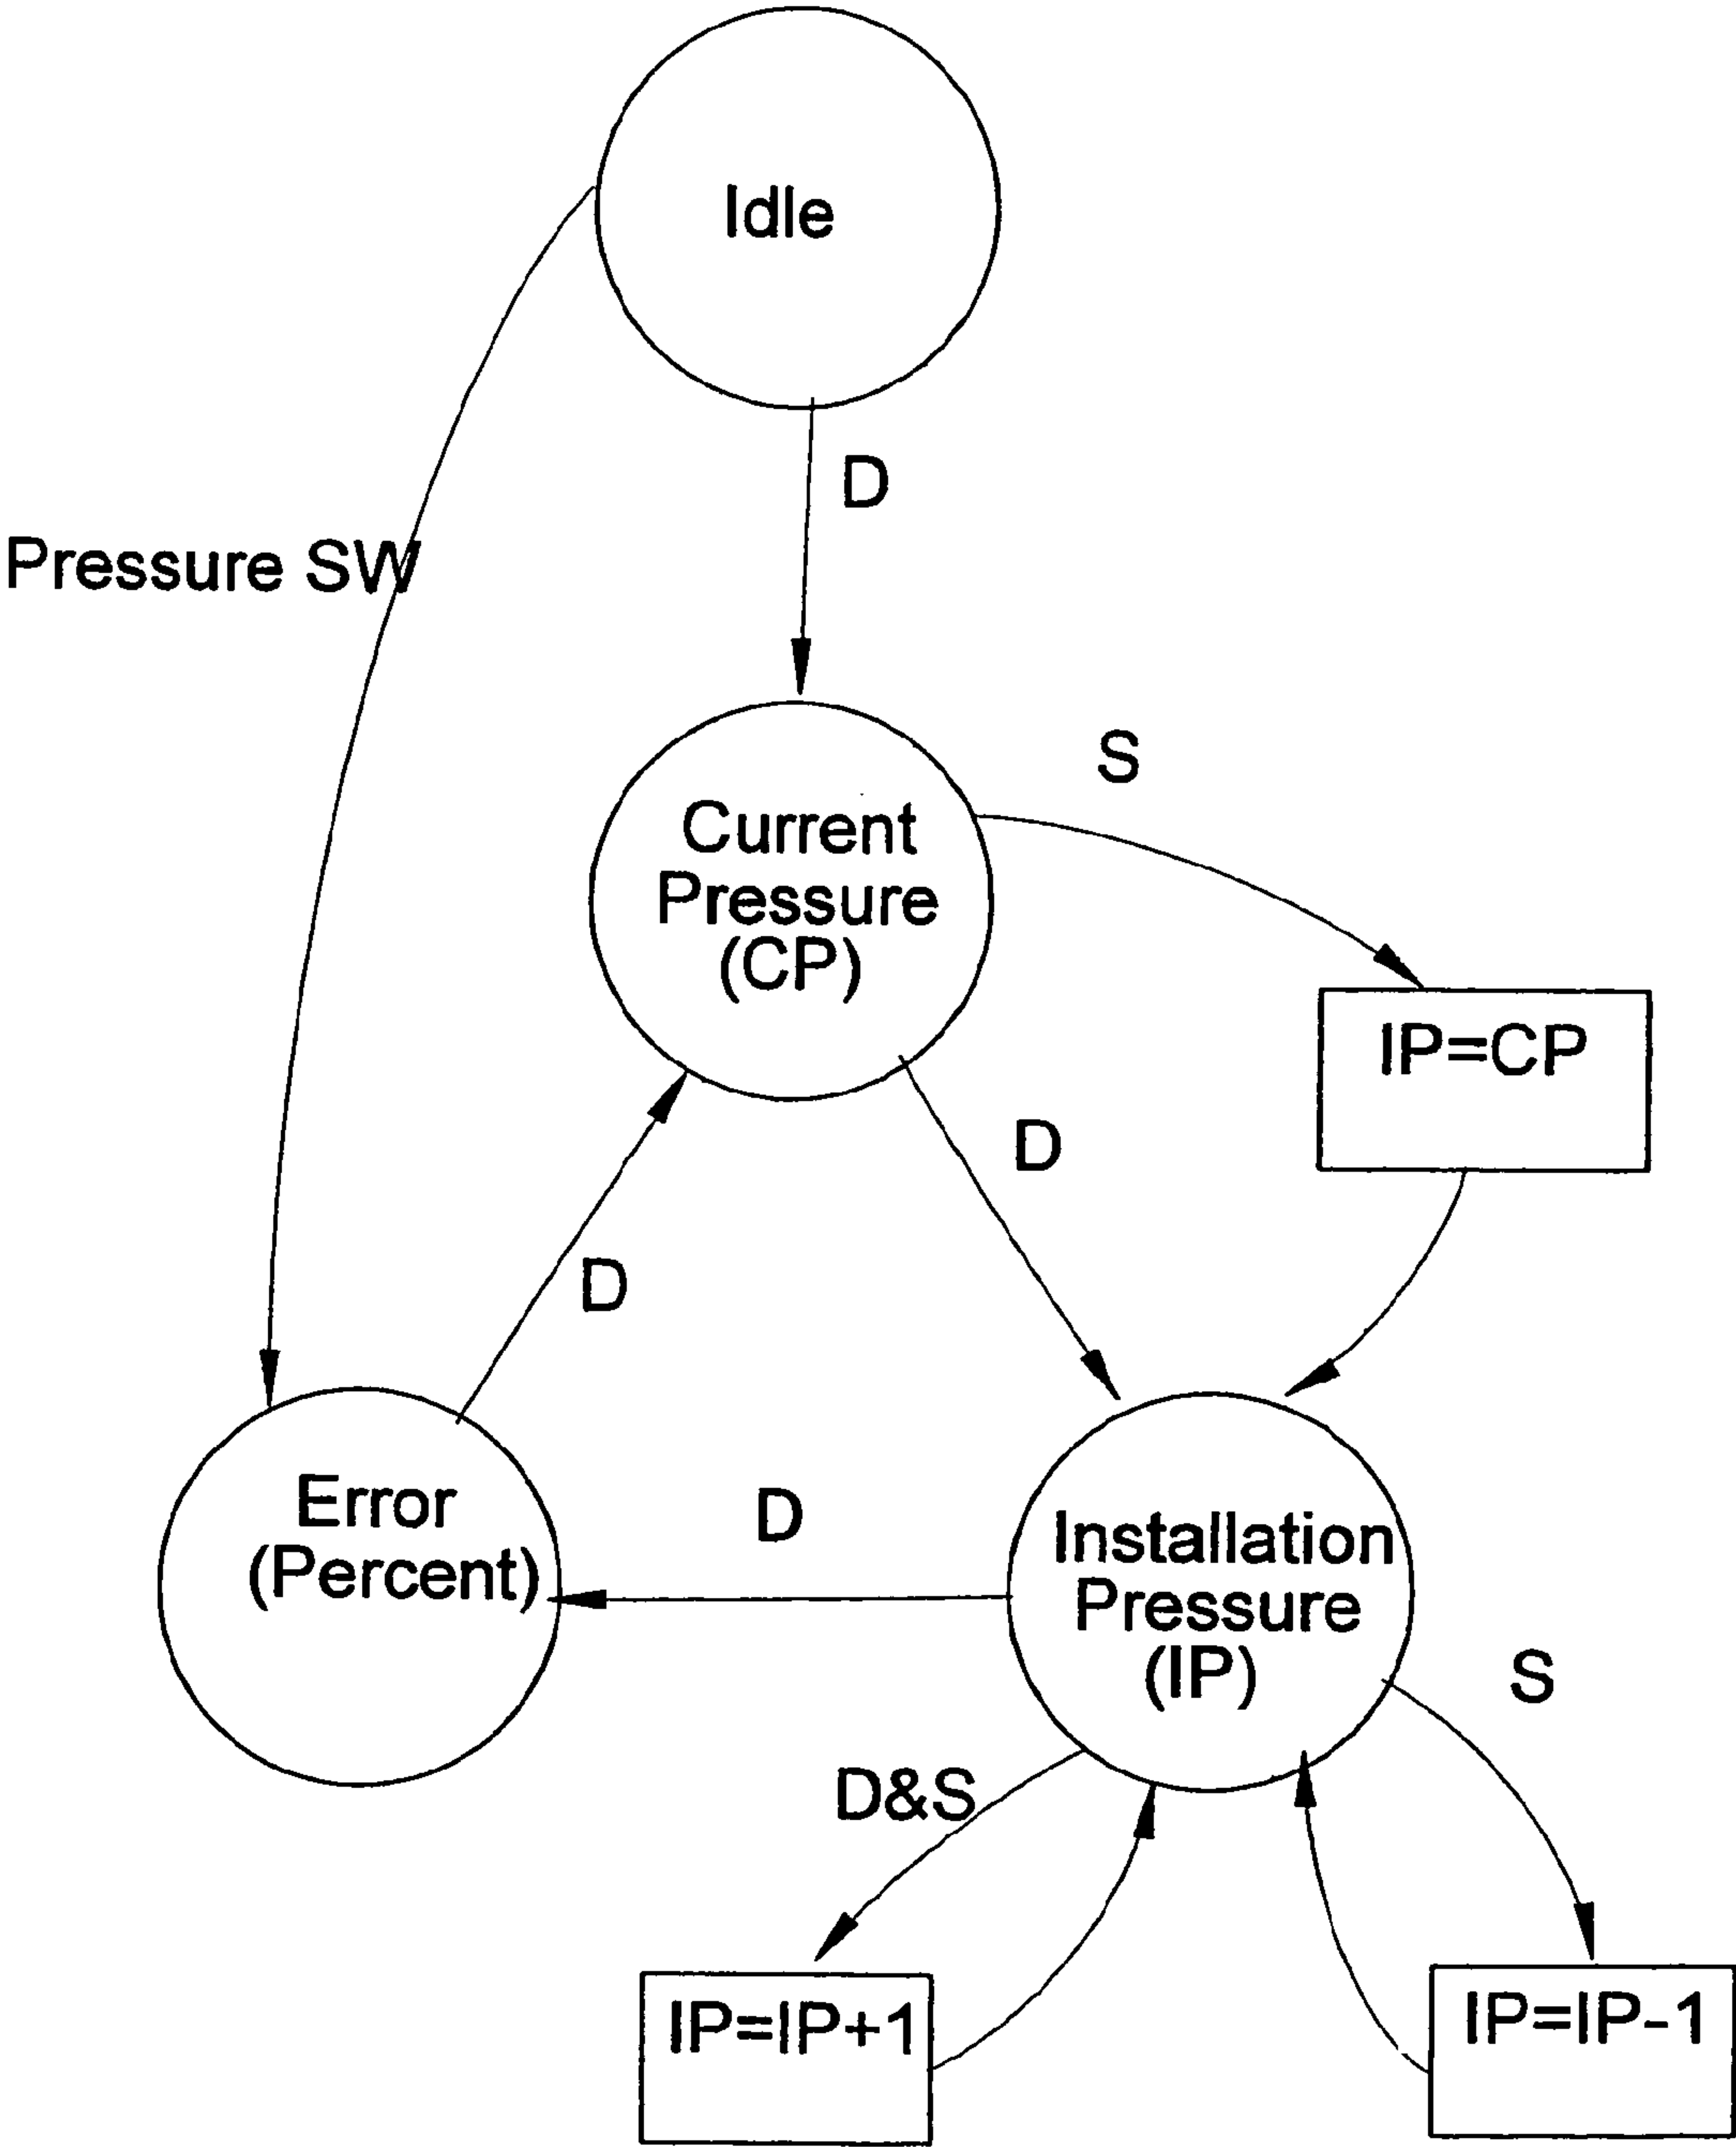 Idle
D
Pressure SW
S
Current
Pressure
(CP)
IP=CP
D
D
Error
(Percent)
D
Installation
Pressure
(IP)
S
D&S
IP=IP+1
IP=IP-1